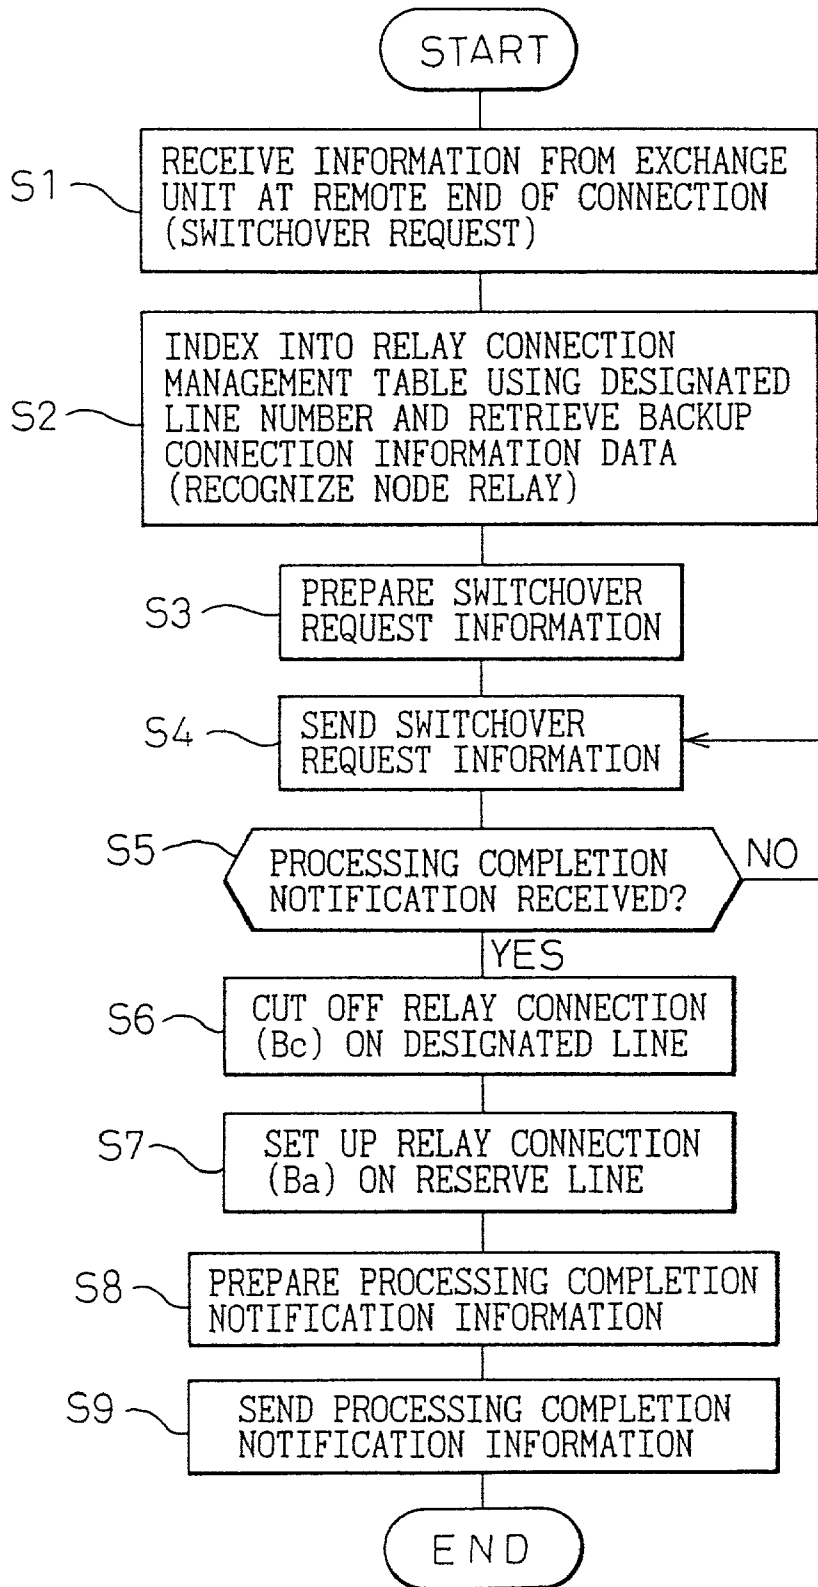 START
S1
RECEIVE INFORMATION FROM EXCHANGE
UNIT AT REMOTE END OF CONNECTION
(SWITCHOVER REQUEST)
S2
INDEX INTO RELAY CONNECTION
MANAGEMENT TABLE USING DESIGNATED
LINE NUMBER AND RETRIEVE BACKUP
CONNECTION INFORMATION DATA
(RECOGNIZE NODE RELAY)
S3
PREPARE SWITCHOVER
REQUEST INFORMATION
S4
SEND SWITCHOVER
REQUEST INFORMATION
S5
PROCESSING COMPLETION
NOTIFICATION RECEIVED?
NO
YES
S6
CUT OFF RELAY CONNECTION
(Bc) ON DESIGNATED LINE
S7
SET UP RELAY CONNECTION
(Ba) ON RESERVE LINE
S8
PREPARE PROCESSING COMPLETION
NOTIFICATION INFORMATION
S9
SEND PROCESSING COMPLETION
NOTIFICATION INFORMATION
END